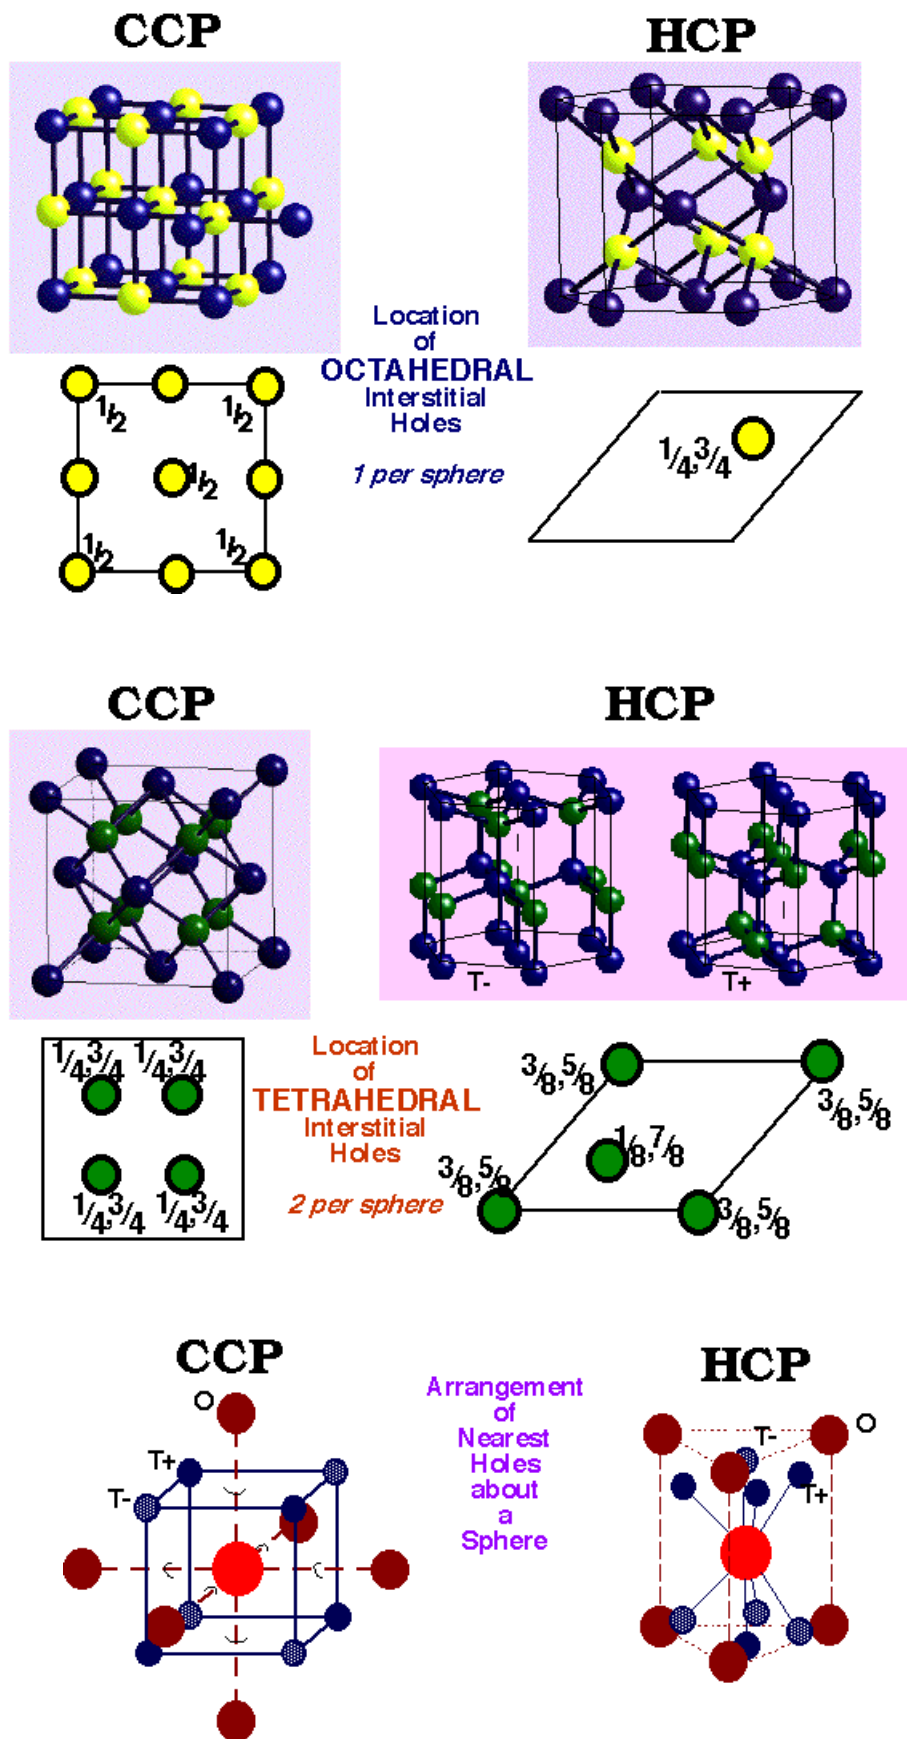 CCP
HCP
Location
of
OCTAHEDRAL
Interstitial
Holes
1 per sphere
1/2
1/2
1/2
1/2
1/2
1/4,3/4
CCP
HCP
T-
T+
1/4,3/4
1/4,3/4
1/4,3/4
1/4,3/4
Location
of
TETRAHEDRAL
Interstitial
Holes
2 per sphere
3/8,5/8
3/8,5/8
1/8,7/8
3/8,5/8
3/8,5/8
CCP
O
T+
T-
Arrangement
of
Nearest
Holes
about
a
Sphere
HCP
O
T-
T+